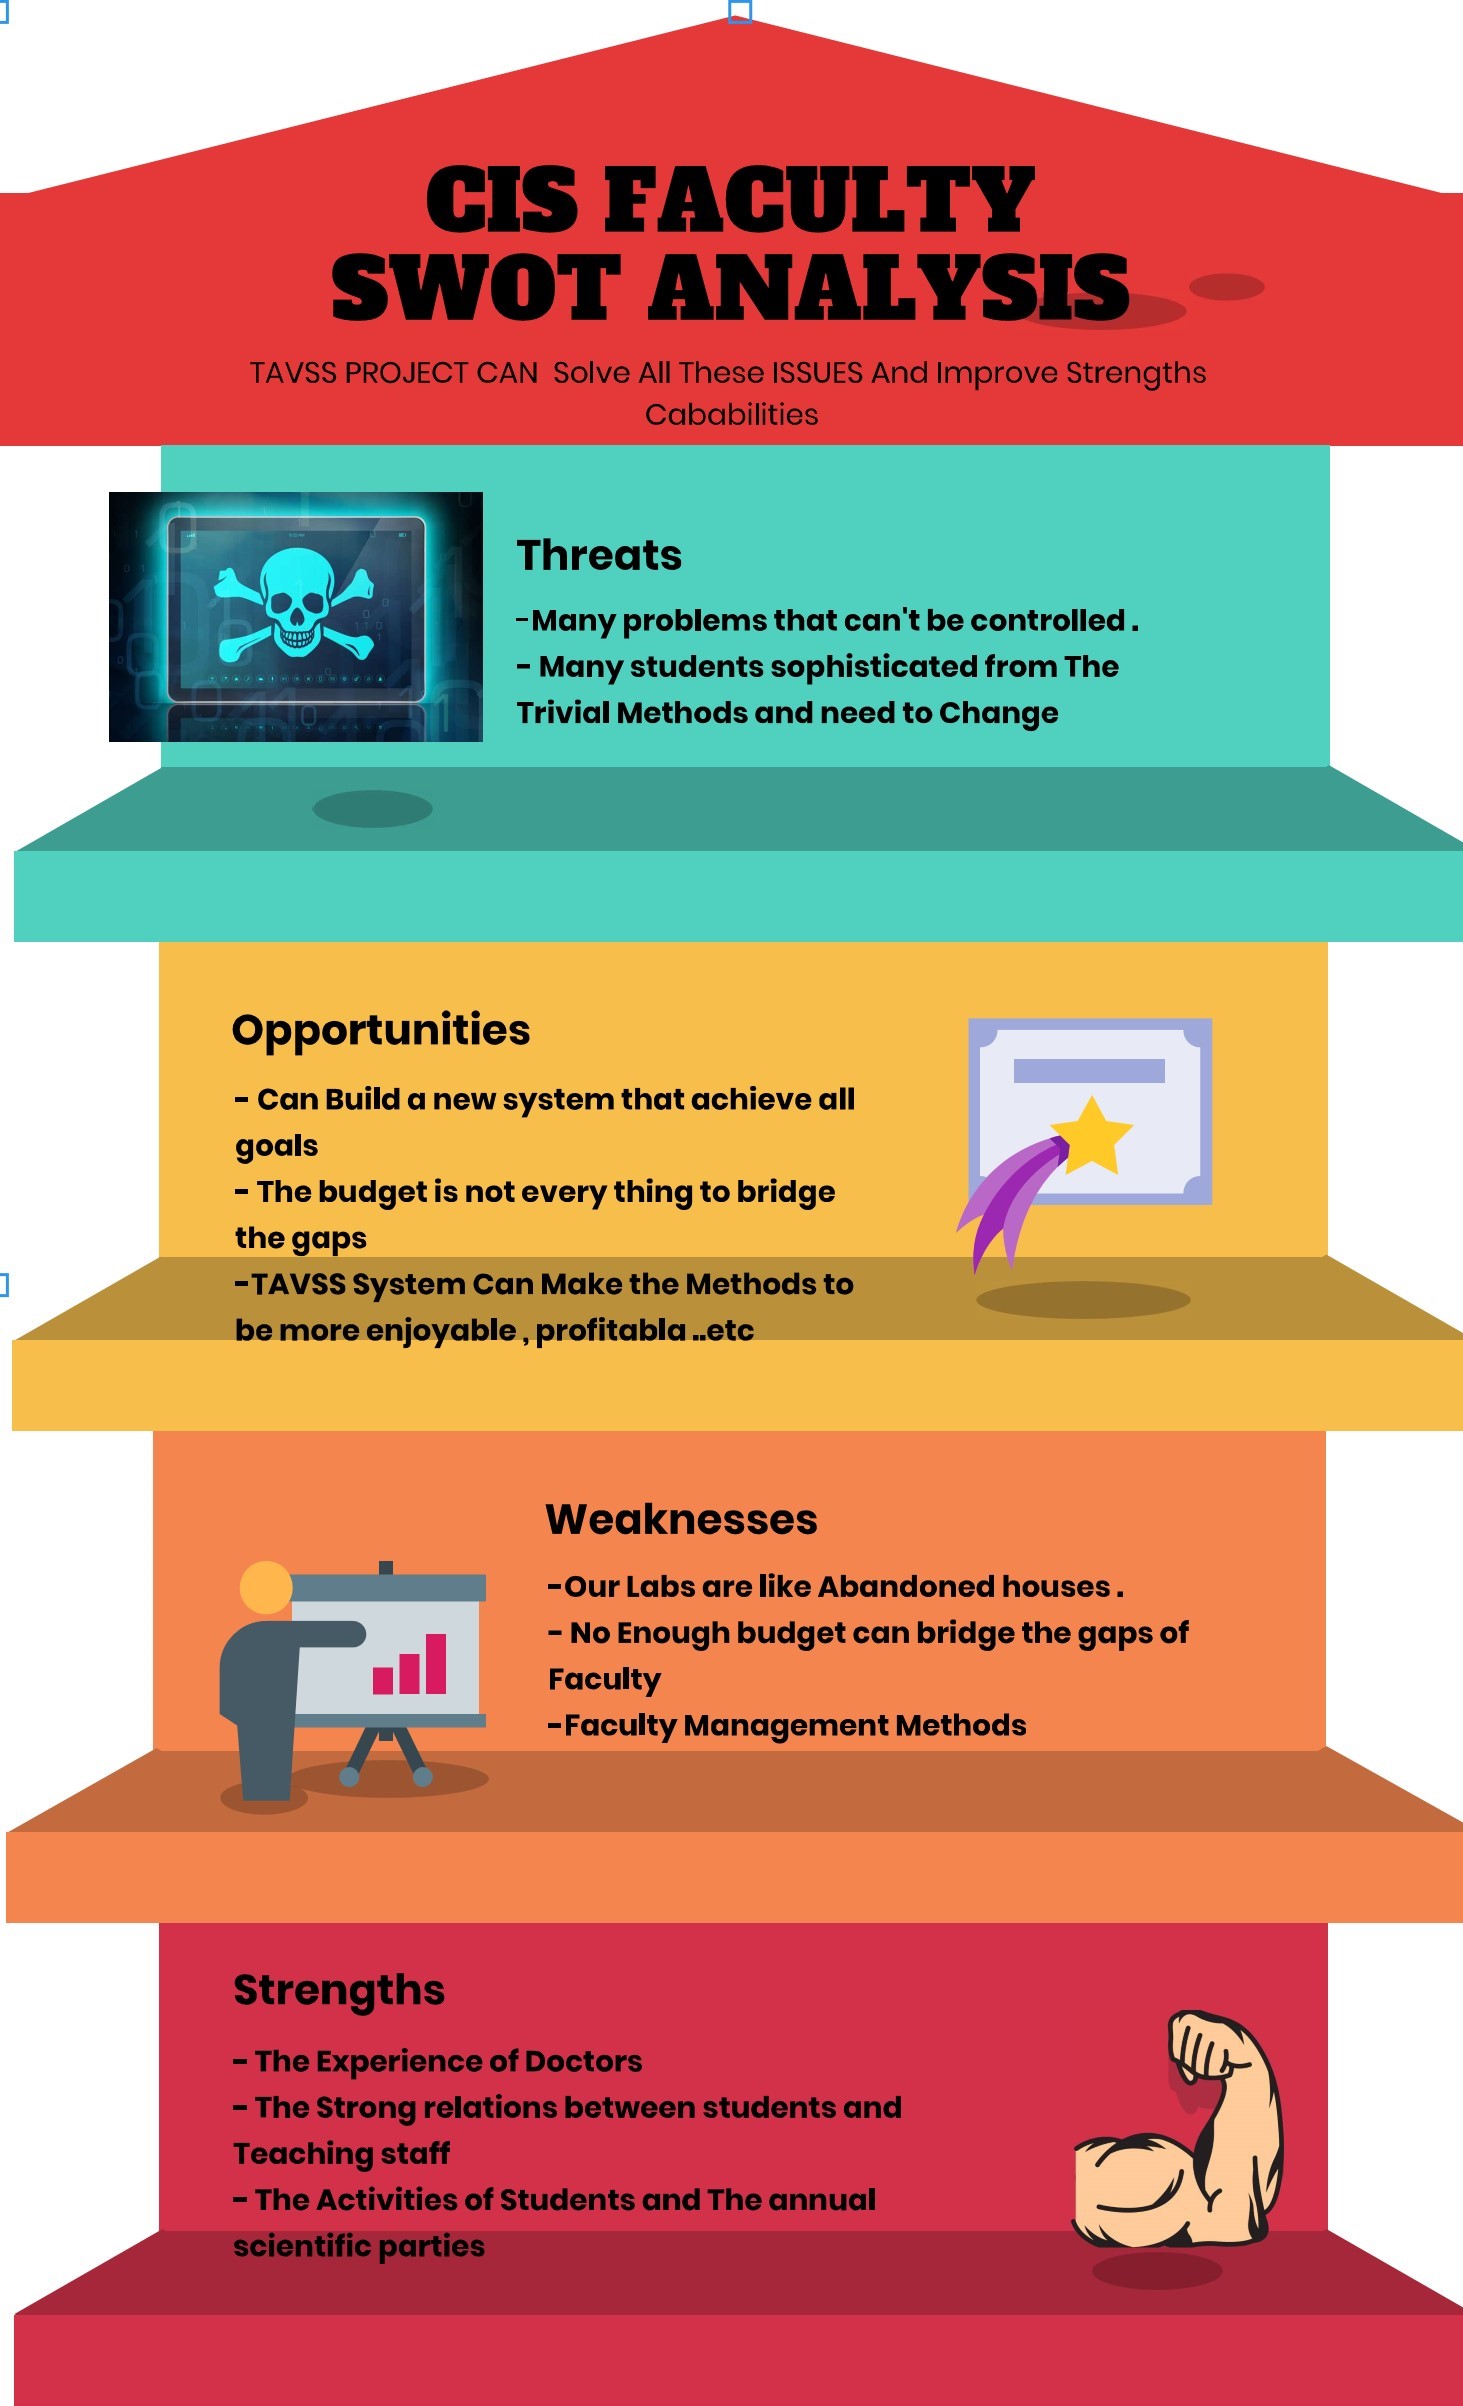 CIS FACULTY
SWOT ANALYSIS
TAVSS PROJECT CAN  Solve All These ISSUES And Improve Strengths
Cababilities
Threats
-Many problems that can't be controlled .
- Many students sophisticated from The
Trivial Methods and need to Change
Opportunities
- Can Build a new system that achieve all
goals
- The budget is not every thing to bridge
the gaps
-TAVSS System Can Make the Methods to
be more enjoyable , profitabla ..etc
Weaknesses
-Our Labs are like Abandoned houses .
- No Enough budget can bridge the gaps of
Faculty
-Faculty Management Methods
Strengths
- The Experience of Doctors
- The Strong relations between students and
Teaching staff
- The Activities of Students and The annual
scientific parties